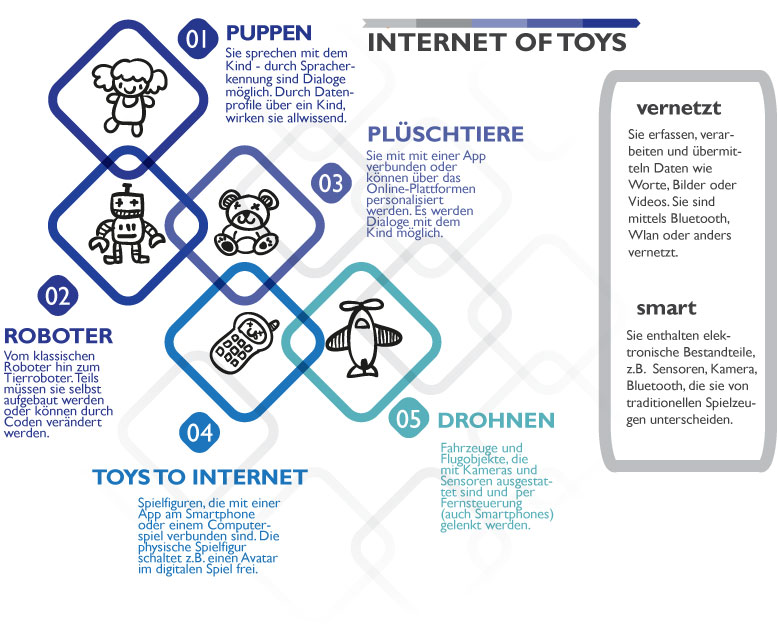 INTERNET OF TOYS
01
PUPPEN
Sie sprechen mit dem
Kind - durch Spracher-
kennung sind Dialoge
möglich. Durch Daten-
profile über ein Kind,
wirken sie allwissend.
02
ROBOTER
Vom klassischen
Roboter hin zum
Tierroboter. Teils
müssen sie selbst
aufgebaut werden
oder können durch
Coden verändert
werden.
03
PLÜSCHTIERE
Sie mit mit einer App
verbunden oder
können über das
Online-Plattformen
personalisiert
werden. Es werden
Dialoge mit dem
Kind möglich.
04
TOYS TO INTERNET
Spielfiguren, die mit einer
App am Smartphone
oder einem Computer-
spiel verbunden sind. Die
physische Spielfigur
schaltet z.B. einen Avatar
im digitalen Spiel frei.
05
DROHNEN
Fahrzeuge und
Flugobjekte, die
mit Kameras und
Sensoren ausgestat-
tet sind und per
Fernsteuerung
(auch Smartphones)
gelenkt werden.
vernetzt
Sie erfassen, verar-
beiten und übermit-
teln Daten wie
Worte, Bilder oder
Videos. Sie sind
mittels Bluetooth,
Wlan oder anders
vernetzt.
smart
Sie enthalten elek-
tronische Bestandteile,
z.B. Sensoren, Kamera,
Bluetooth, die sie von
traditionellen Spielzeu-
gen unterscheiden.